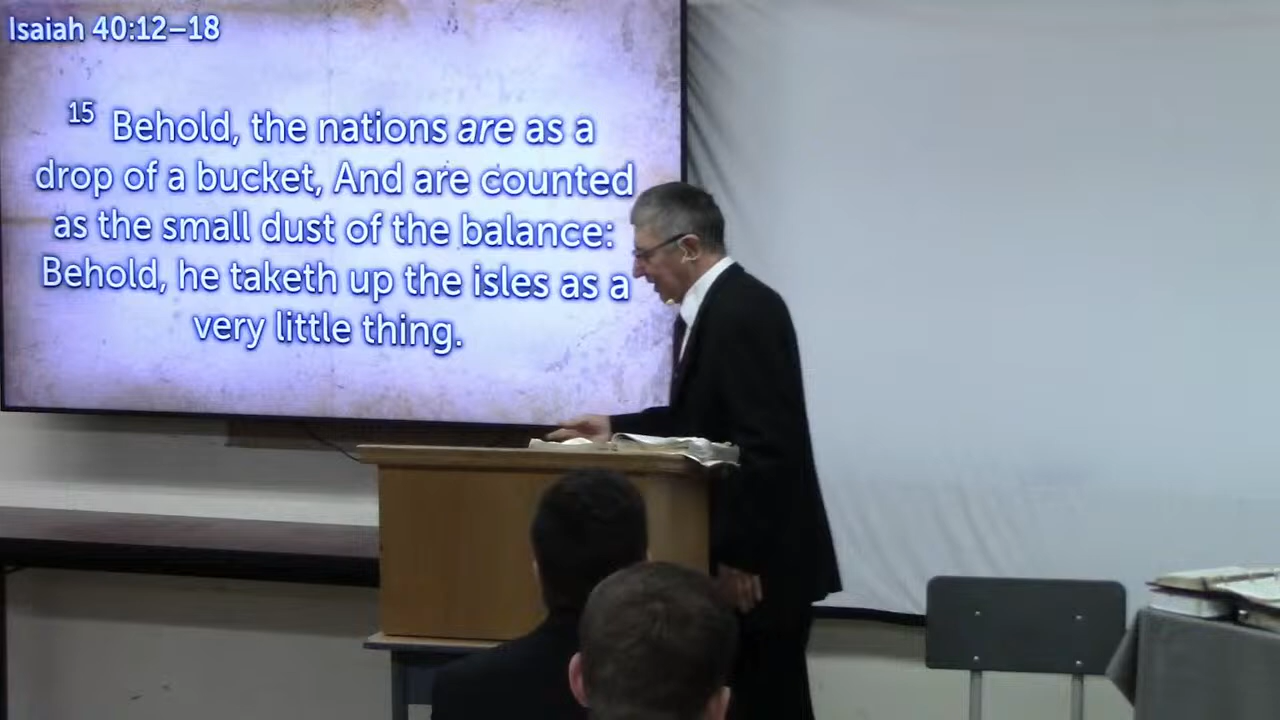 Isaiah 40:12–18
15 Behold, the nations are as a
drop of a bucket, And are counted
as the small dust of the balance:
Behold, he taketh up the isles as a
very little thing.